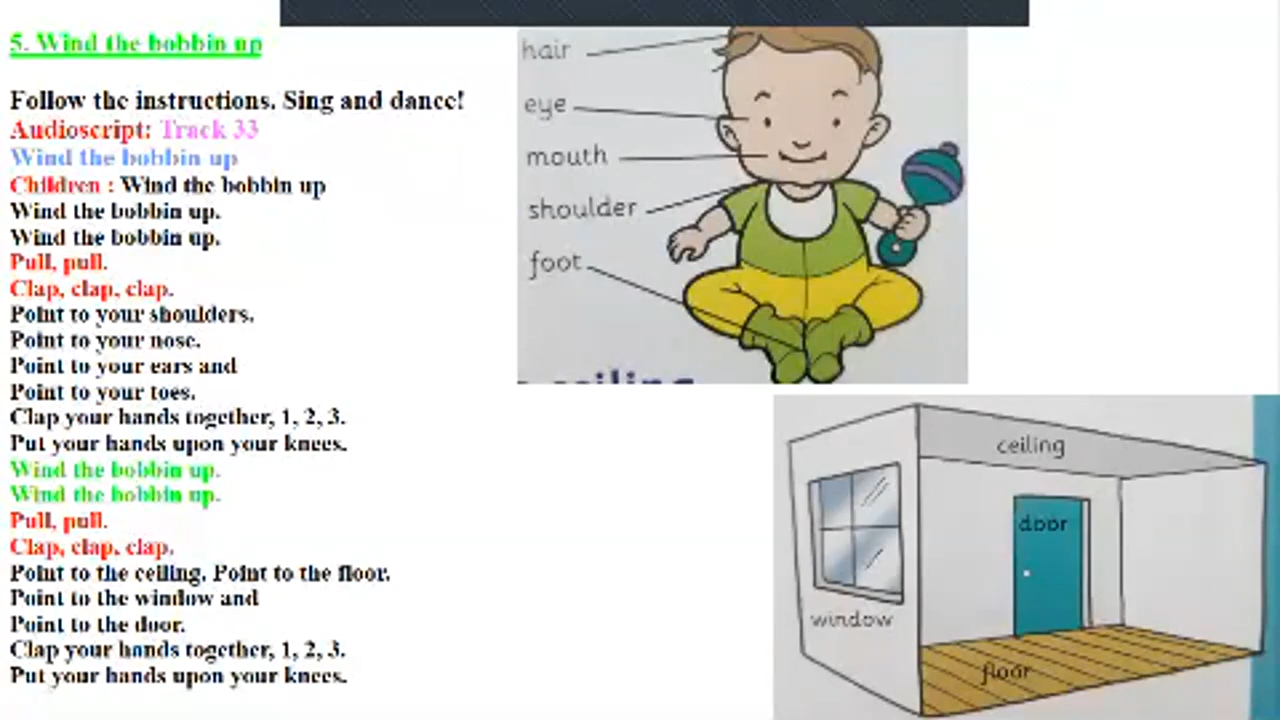 5. Wind the bobbin up
Follow the instructions. Sing and dance!
Audioscript: Track 33
Wind the bobbin up
Children : Wind the bobbin up
Wind the bobbin up.
Wind the bobbin up.
Pull, pull.
Clap, clap, clap.
Point to your shoulders.
Point to your nose.
Point to your ears and
Point to your toes.
Clap your hands together, 1, 2, 3.
Put your hands upon your knees.
Wind the bobbin up.
Wind the bobbin up.
Pull, pull.
Clap, clap, clap.
Point to the ceiling. Point to the floor.
Point to the window and
Point to the door.
Clap your hands together, 1, 2, 3.
Put your hands upon your knees.
hair
eye
mouth
shoulder
foot
ceiling
door
window
floor